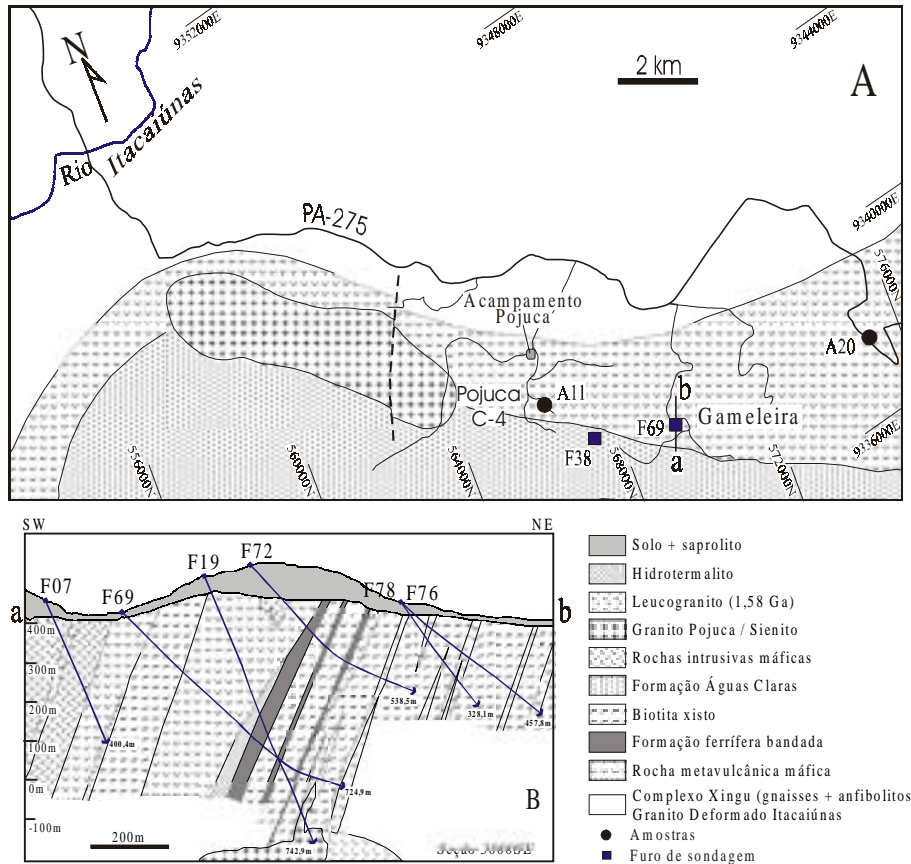 9352000E
9348000E
9344000E
N
2 km
A
Rio Itacaiúnas
PA-275
9340000E
576000N
Acampamento
Pojuca
A20
Pojuca
C-4
A11
b
F69
Gameleira
F38
a
9336000E
556000N
560000N
564000N
568000N
572000N
SW
NE
F07
F69
F19
F72
F78
F76
a
b
400m
300m
200m
100m
0m
-100m
400,4m
538,5m
328,1m
457,8m
724,9m
742,9m
200m
B
Solo + saprolito
Hidrotermalito
Leucogranito (1,58 Ga)
Granito Pojuca / Sienito
Rochas intrusivas máficas
Formação Águas Claras
Biotita xisto
Formação ferrífera bandada
Rocha metavulcânica máfica
Complexo Xingu (gnaisses + anfibolitos
Granito Deformado Itacaiúnas
Amostras
Furo de sondagem